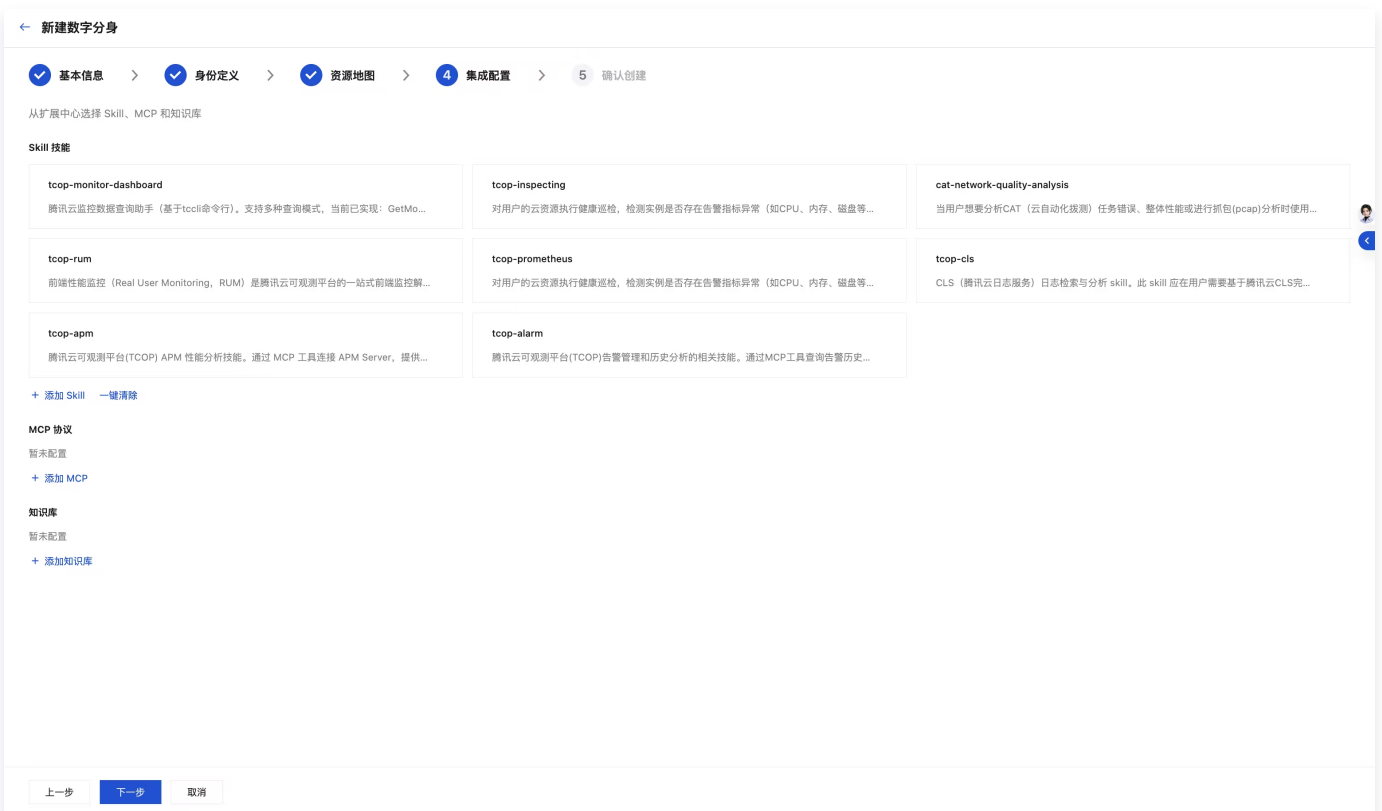 ← 新建数字分身
基本信息 > 身份定义 > 资源地图 > 4 集成配置 > 5 确认创建
从扩展中心选择 Skill、MCP 和知识库
Skill 技能
tcop-monitor-dashboard
腾讯云监控数据查询助手（基于tccli命令行）。支持多种查询模式，当前已实现：GetMo...
tcop-inspecting
对用户的云资源执行健康巡检，检测实例是否存在告警指标异常（如CPU、内存、磁盘等...
cat-network-quality-analysis
当用户想要分析CAT（云自动化拨测）任务错误、整体性能或进行抓包(pcap)分析时使用...
tcop-rum
前端性能监控（Real User Monitoring，RUM）是腾讯云可观测平台的一站式前端监控解...
tcop-prometheus
对用户的云资源执行健康巡检，检测实例是否存在告警指标异常（如CPU、内存、磁盘等...
tcop-cls
CLS（腾讯云日志服务）日志检索与分析 skill。此 skill 应在用户需要基于腾讯云CLS完...
tcop-apm
腾讯云可观测平台(TCOP) APM 性能分析技能。通过 MCP 工具连接 APM Server，提供...
tcop-alarm
腾讯云可观测平台(TCOP)告警管理和历史分析的相关技能。通过MCP工具查询告警历史...
+ 添加 Skill 一键清除
MCP 协议
暂未配置
+ 添加 MCP
知识库
暂未配置
+ 添加知识库
上一步 下一步 取消